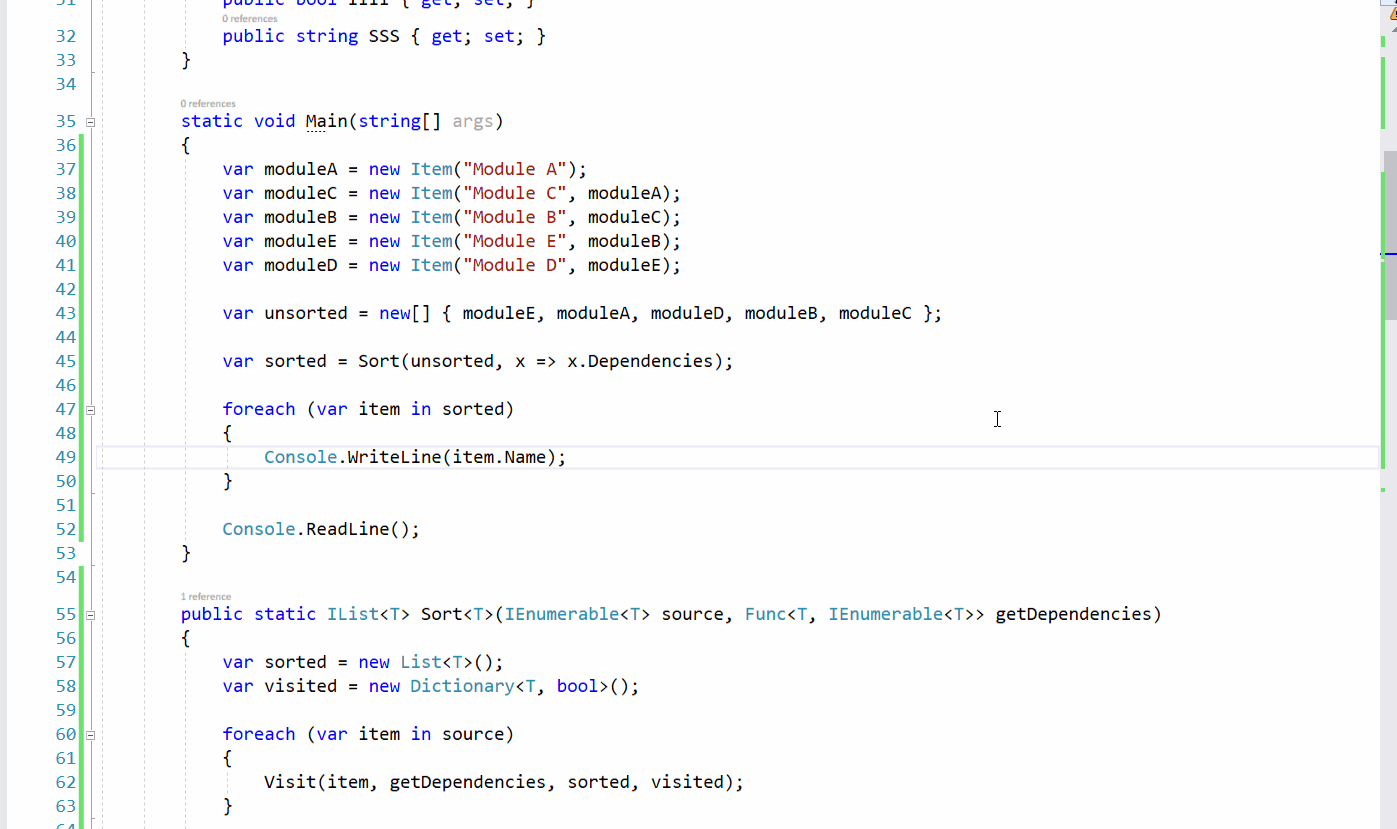 31 public bool
0 references
32 public string SSS { get; set; }
33 }
34
0 references
35 static void Main(string[] args)
36 {
37 var moduleA = new Item("Module A");
38 var moduleC = new Item("Module C", moduleA);
39 var moduleB = new Item("Module B", moduleC);
40 var moduleE = new Item("Module E", moduleB);
41 var moduleD = new Item("Module D", moduleE);
42
43 var unsorted = new[] { moduleE, moduleA, moduleD, moduleB, moduleC };
44
45 var sorted = Sort(unsorted, x => x.Dependencies);
46
47 foreach (var item in sorted)
48 {
49 Console.WriteLine(item.Name);
50 }
51
52 Console.ReadLine();
53 }
54
1 reference
55 public static IList<T> Sort<T>(IEnumerable<T> source, Func<T, IEnumerable<T>> getDependencies)
56 {
57 var sorted = new List<T>();
58 var visited = new Dictionary<T, bool>();
59
60 foreach (var item in source)
61 {
62 Visit(item, getDependencies, sorted, visited);
63 }
64